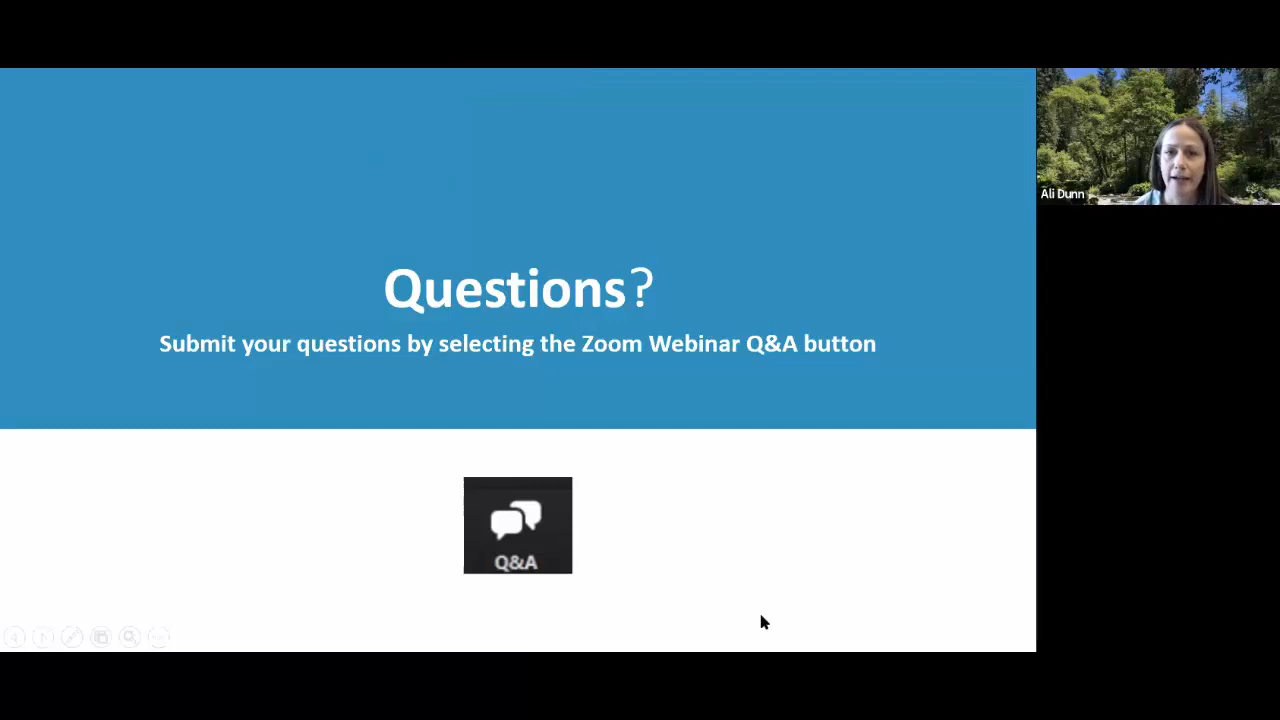 Questions?
Submit your questions by selecting the Zoom Webinar Q&A button
Q&A
Ali Dunn